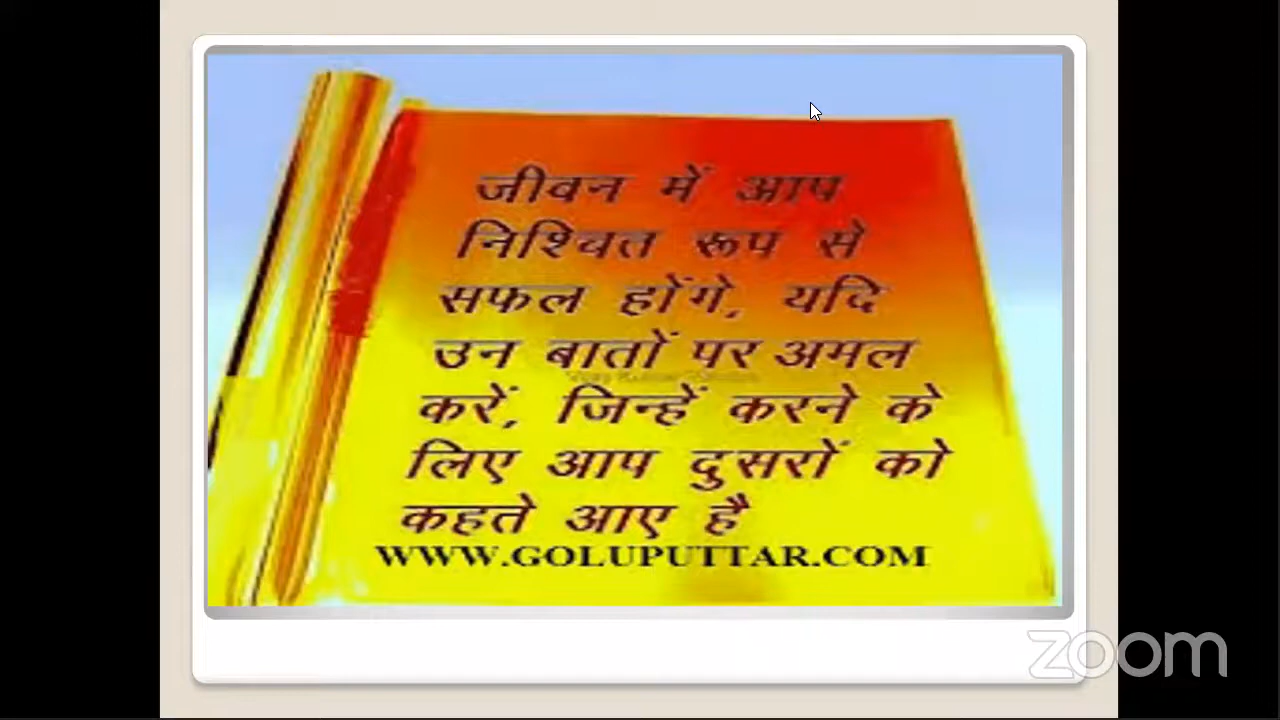 जीवन में आप
निश्चित रूप से
सफल होंगे, यदि
उन बातों पर अमल
करें, जिन्हें करने के
लिए आप दुसरों को
कहते आए है
WWW.GOLUPUTTAR.COM
zoom